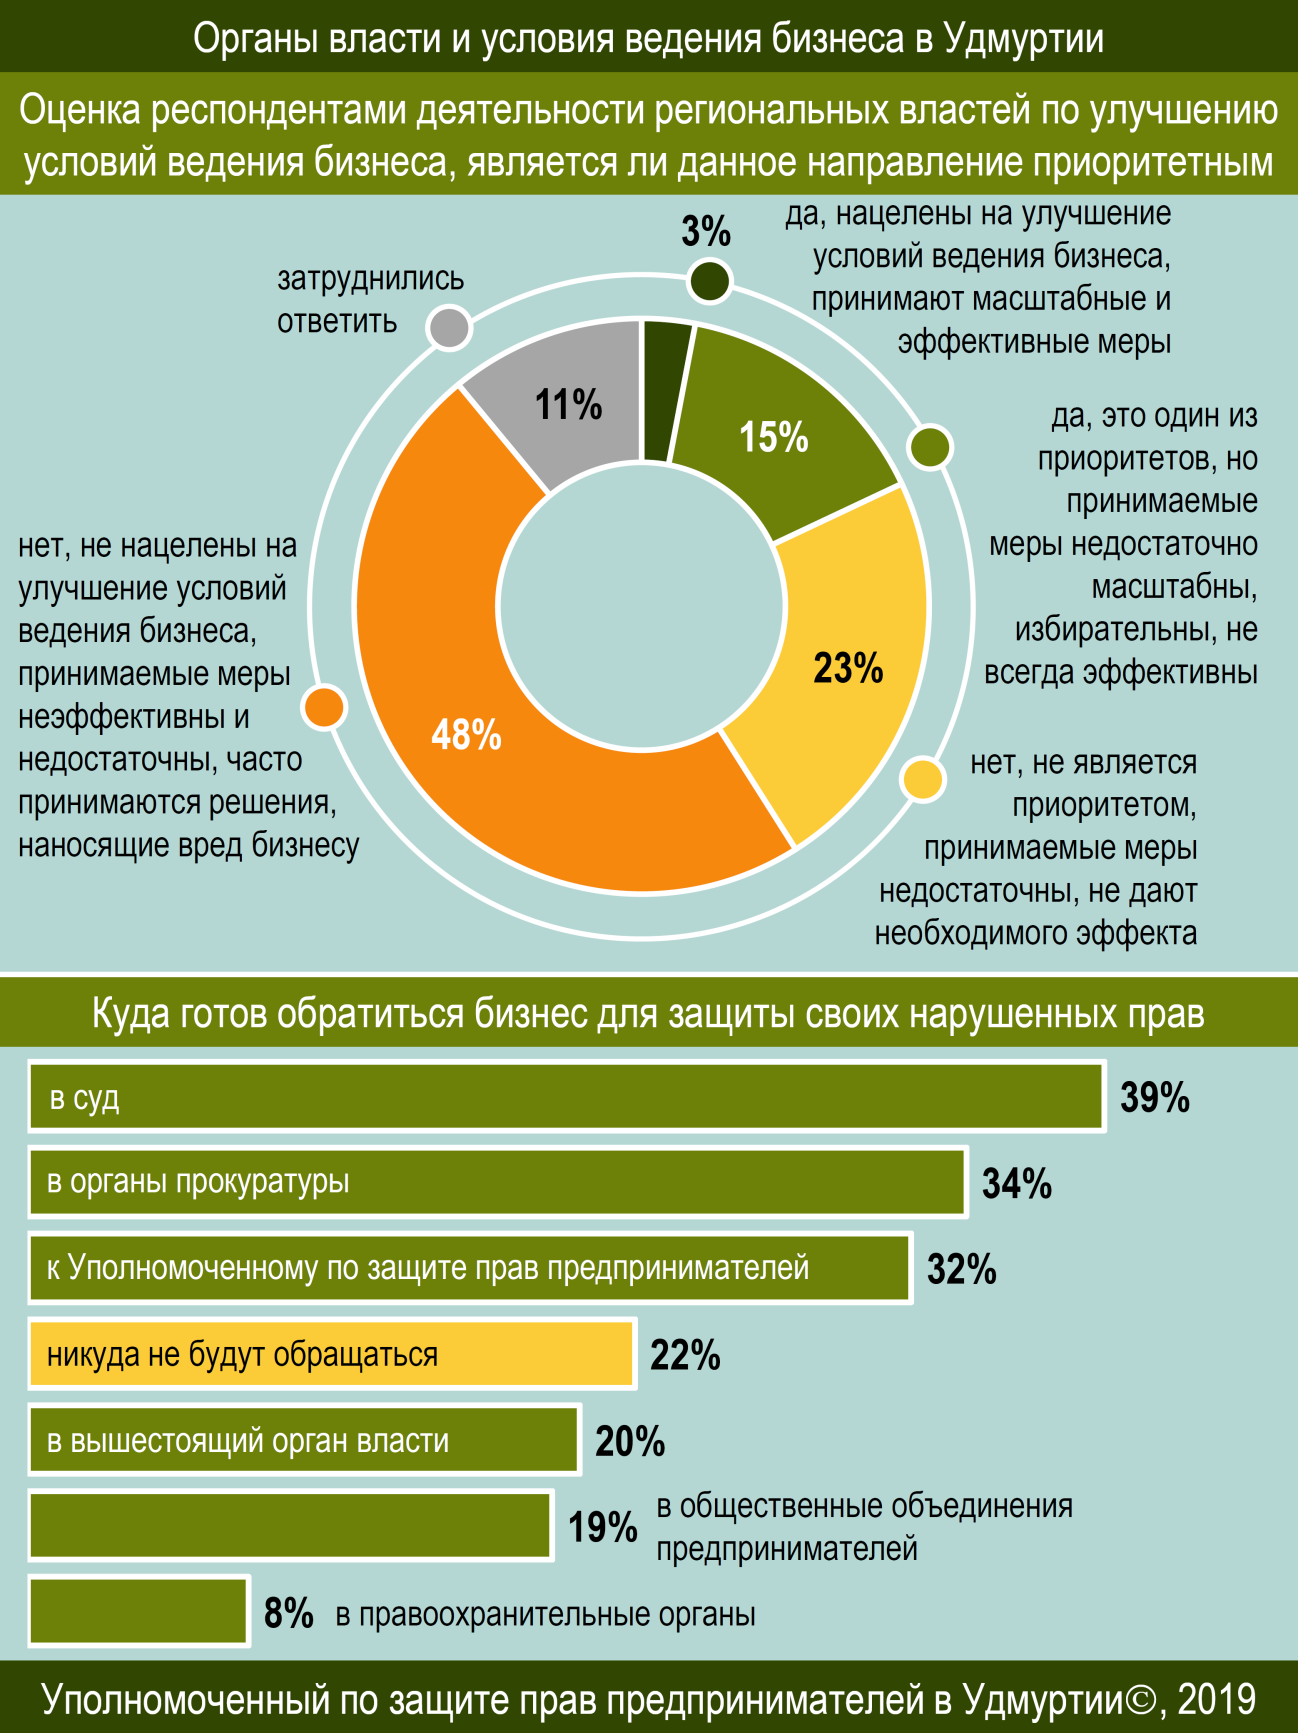 Органы власти и условия ведения бизнеса в Удмуртии
Оценка респондентами деятельности региональных властей по улучшению
условий ведения бизнеса, является ли данное направление приоритетным
3%
да, нацелены на улучшение
условий ведения бизнеса,
принимают масштабные и
эффективные меры
затруднились
ответить
11%
15%
да, это один из
приоритетов, но
принимаемые
меры недостаточно
масштабны,
избирательны, не
всегда эффективны
нет, не нацелены на
улучшение условий
ведения бизнеса,
принимаемые меры
неэффективны и
недостаточны, часто
принимаются решения,
наносящие вред бизнесу
48%
23%
нет, не является
приоритетом,
принимаемые меры
недостаточны, не дают
необходимого эффекта
Куда готов обратиться бизнес для защиты своих нарушенных прав
в суд 39%
в органы прокуратуры 34%
к Уполномоченному по защите прав предпринимателей 32%
никуда не будут обращаться 22%
в вышестоящий орган власти 20%
19% в общественные объединения
предпринимателей
8% в правоохранительные органы
Уполномоченный по защите прав предпринимателей в Удмуртии©, 2019